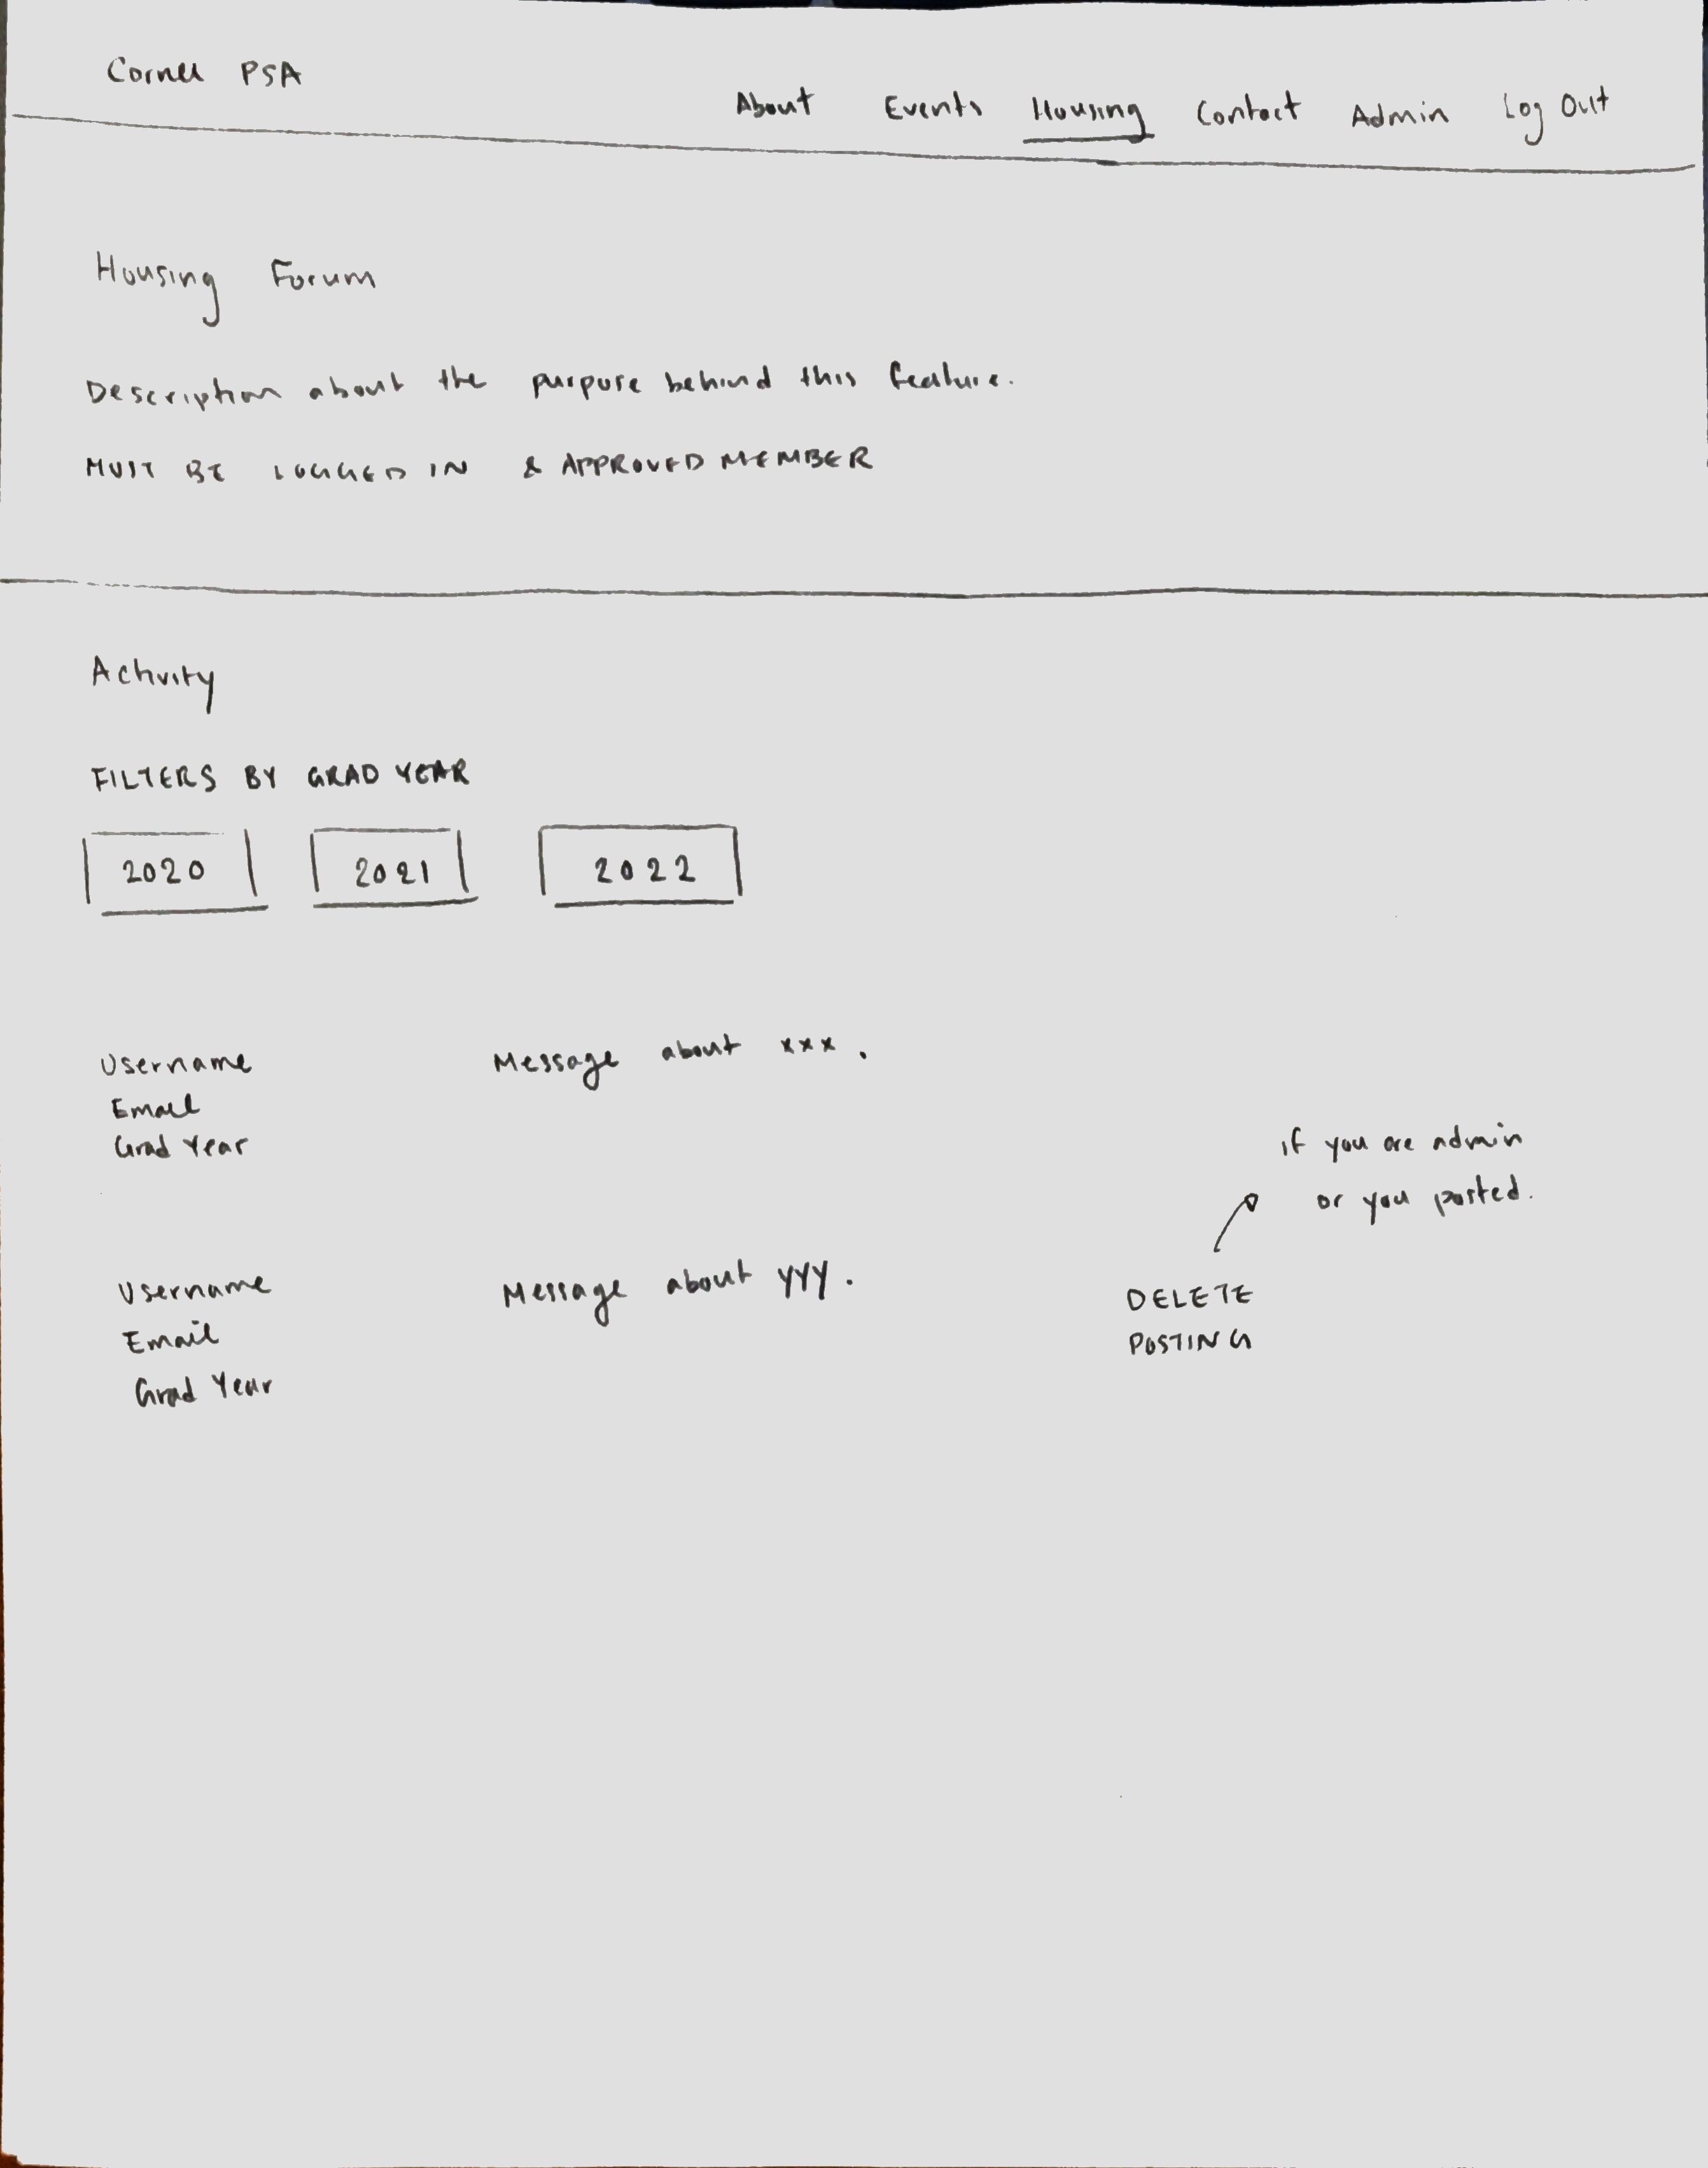 Cornell PSA
About Events Housing Contact Admin Log Out
Housing Forum
Description about the purpose behind this feature.
MUST BE LOGGED IN & APPROVED MEMBER
Activity
FILTERS BY GRAD YEAR
2020 2021 2022
Username Message about xxx.
Email
Grad Year
if you are admin
or you posted.
Username Message about yyy.
DELETE
Email
POSTING
Grad Year